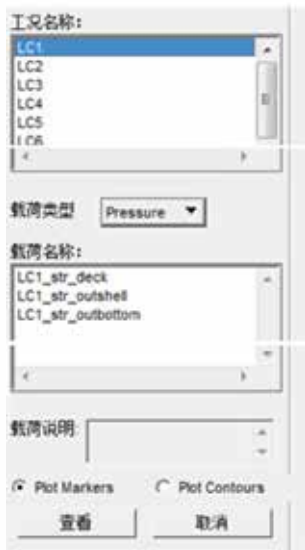 工况名称：
LC1
LC2
LC3
LC4
LC5
LC6
载荷类型 Pressure
载荷名称：
LC1_str_deck
LC1_str_outshell
LC1_str_outbottom
载荷说明：
Plot Markers Plot Contours
查看 取消